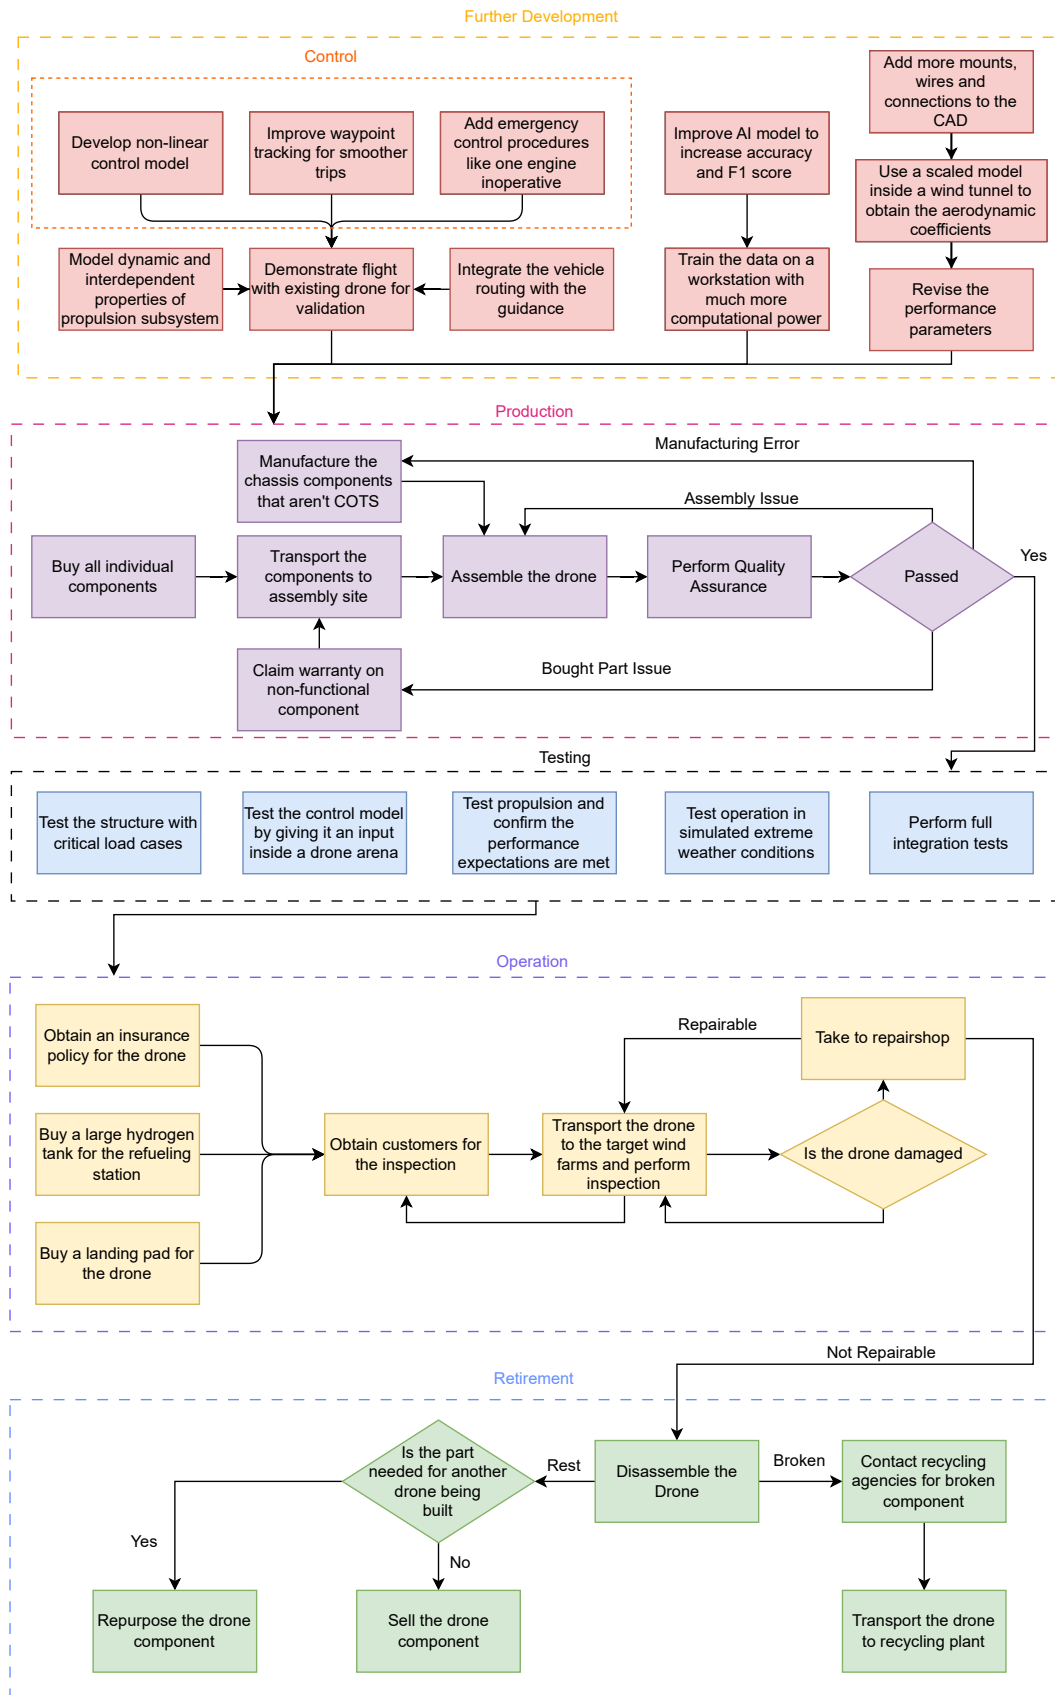 Further Development
Control
Develop non-linear
control model
Improve waypoint
tracking for smoother
trips
Add emergency
control procedures
like one engine
inoperative
Improve AI model to
increase accuracy
and F1 score
Add more mounts,
wires and
connections to the
CAD
Use a scaled model
inside a wind tunnel to
obtain the aerodynamic
coefficients
Model dynamic and
interdependent
properties of
propulsion subsystem
Demonstrate flight
with existing drone for
validation
Integrate the vehicle
routing with the
guidance
Train the data on a
workstation with
much more
computational power
Revise the
performance
parameters
Production
Manufacturing Error
Manufacture the
chassis components
that aren't COTS
Assembly Issue
Buy all individual
components
Transport the
components to
assembly site
Assemble the drone
Perform Quality
Assurance
Passed
Yes
Claim warranty on
non-functional
component
Bought Part Issue
Testing
Test the structure with
critical load cases
Test the control model
by giving it an input
inside a drone arena
Test propulsion and
confirm the
performance
expectations are met
Test operation in
simulated extreme
weather conditions
Perform full
integration tests
Operation
Obtain an insurance
policy for the drone
Repairable
Take to repairshop
Buy a large hydrogen
tank for the refueling
station
Obtain customers for
the inspection
Transport the drone
to the target wind
farms and perform
inspection
Is the drone damaged
Buy a landing pad for
the drone
Not Repairable
Retirement
Is the part
needed for another
drone being
built
Rest
Disassemble the
Drone
Broken
Contact recycling
agencies for broken
component
Yes
No
Repurpose the drone
component
Sell the drone
component
Transport the drone
to recycling plant